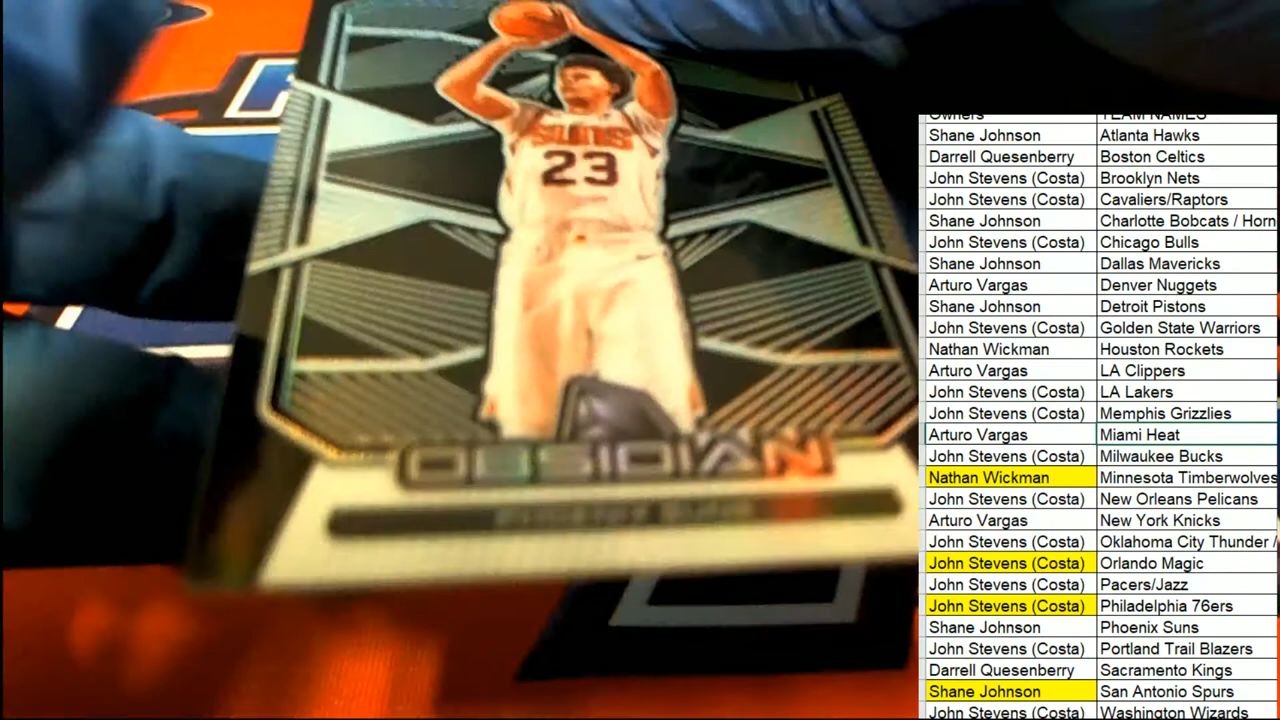 SUNS
23
OBSIDIAN
PHOENIX SUNS
Owners TEAM NAMES
Shane Johnson Atlanta Hawks
Darrell Quesenberry Boston Celtics
John Stevens (Costa) Brooklyn Nets
John Stevens (Costa) Cavaliers/Raptors
Shane Johnson Charlotte Bobcats / Horn
John Stevens (Costa) Chicago Bulls
Shane Johnson Dallas Mavericks
Arturo Vargas Denver Nuggets
Shane Johnson Detroit Pistons
John Stevens (Costa) Golden State Warriors
Nathan Wickman Houston Rockets
Arturo Vargas LA Clippers
John Stevens (Costa) LA Lakers
John Stevens (Costa) Memphis Grizzlies
Arturo Vargas Miami Heat
John Stevens (Costa) Milwaukee Bucks
Nathan Wickman Minnesota Timberwolves
John Stevens (Costa) New Orleans Pelicans
Arturo Vargas New York Knicks
John Stevens (Costa) Oklahoma City Thunder /
John Stevens (Costa) Orlando Magic
John Stevens (Costa) Pacers/Jazz
John Stevens (Costa) Philadelphia 76ers
Shane Johnson Phoenix Suns
John Stevens (Costa) Portland Trail Blazers
Darrell Quesenberry Sacramento Kings
Shane Johnson San Antonio Spurs
John Stevens (Costa) Washington Wizards